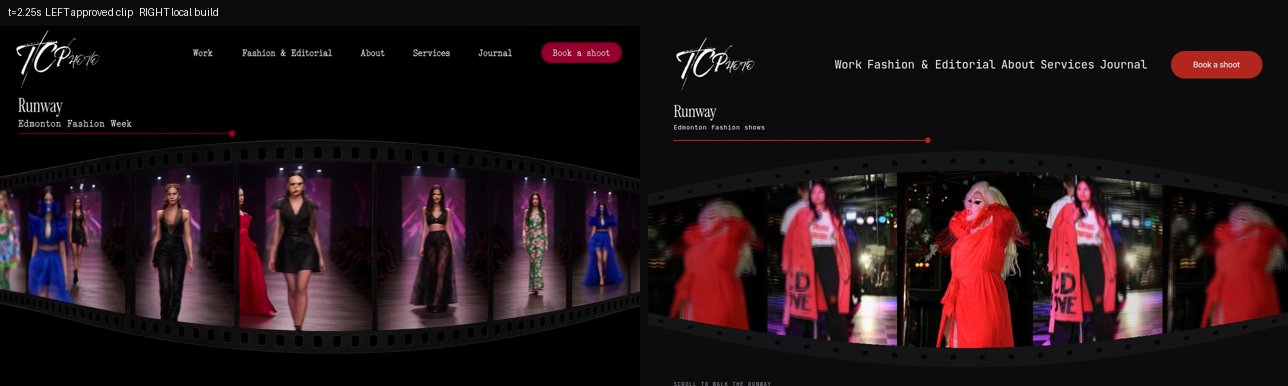 t=2.25s LEFT approved clip RIGHT local build
TCPhoto
Work Fashion & Editorial About Services Journal Book a shoot
Runway
Edmonton Fashion Week
TCPhoto
Work Fashion & Editorial About Services Journal Book a shoot
Runway
Edmonton fashion shows
SCROLL TO WALK THE RUNWAY